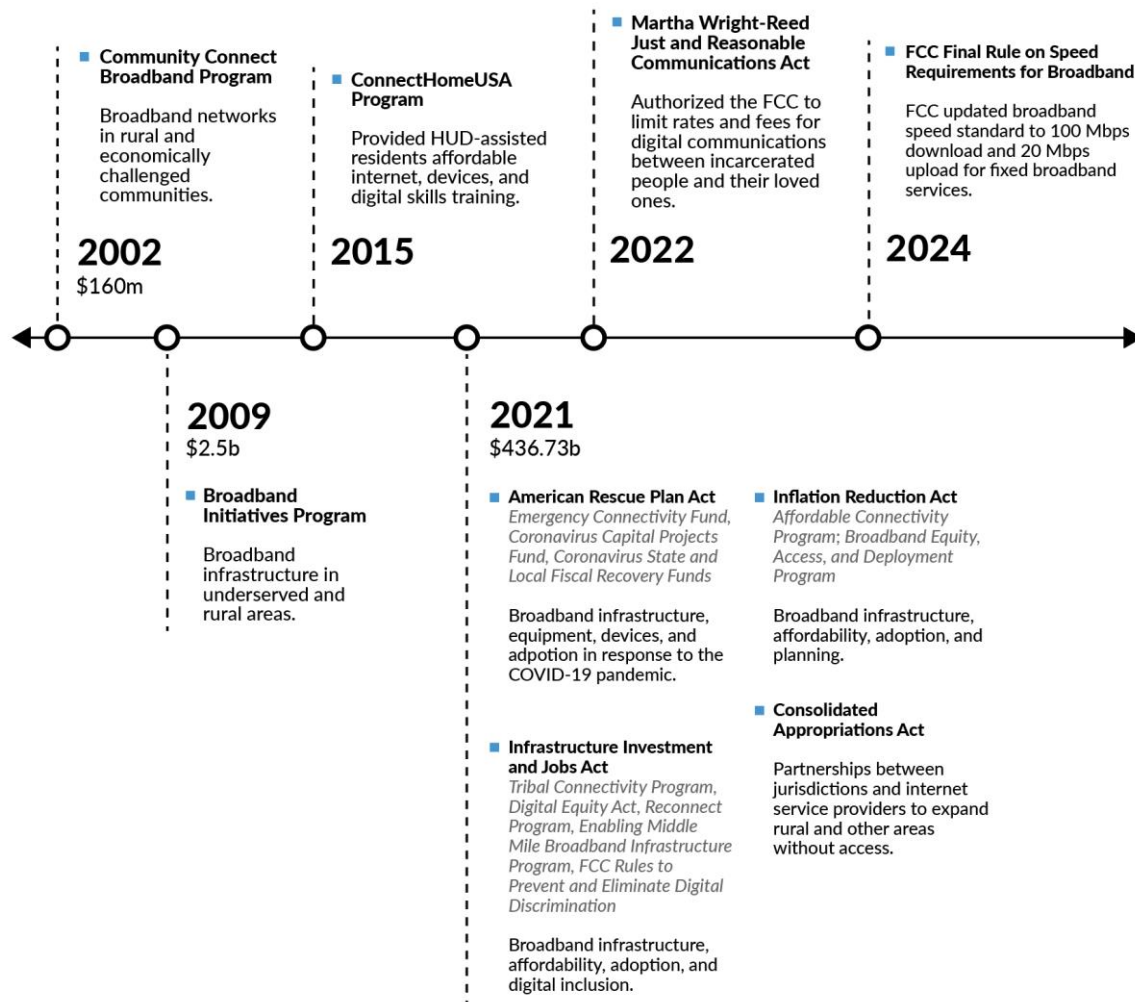 Community Connect
Broadband Program
Broadband networks
in rural and
economically
challenged
communities.
2002
$160m
ConnectHomeUSA
Program
Provided HUD-assisted
residents affordable
internet, devices, and
digital skills training.
2015
Martha Wright-Reed
Just and Reasonable
Communications Act
Authorized the FCC to
limit rates and fees for
digital communications
between incarcerated
people and their loved
ones.
2022
FCC Final Rule on Speed
Requirements for Broadband
FCC updated broadband
speed standard to 100 Mbps
download and 20 Mbps
upload for fixed broadband
services.
2024
2009
$2.5b
Broadband
Initiatives Program
Broadband
infrastructure in
underserved and
rural areas.
2021
$436.73b
American Rescue Plan Act
Emergency Connectivity Fund,
Coronavirus Capital Projects
Fund, Coronavirus State and
Local Fiscal Recovery Funds
Broadband infrastructure,
equipment, devices, and
adpotion in response to the
COVID-19 pandemic.
Infrastructure Investment
and Jobs Act
Tribal Connectivity Program,
Digital Equity Act, Reconnect
Program, Enabling Middle
Mile Broadband Infrastructure
Program, FCC Rules to
Prevent and Eliminate Digital
Discrimination
Broadband infrastructure,
affordability, adoption, and
digital inclusion.
Inflation Reduction Act
Affordable Connectivity
Program; Broadband Equity,
Access, and Deployment
Program
Broadband infrastructure,
affordability, adoption, and
planning.
Consolidated
Appropriations Act
Partnerships between
jurisdictions and internet
service providers to expand
rural and other areas
without access.